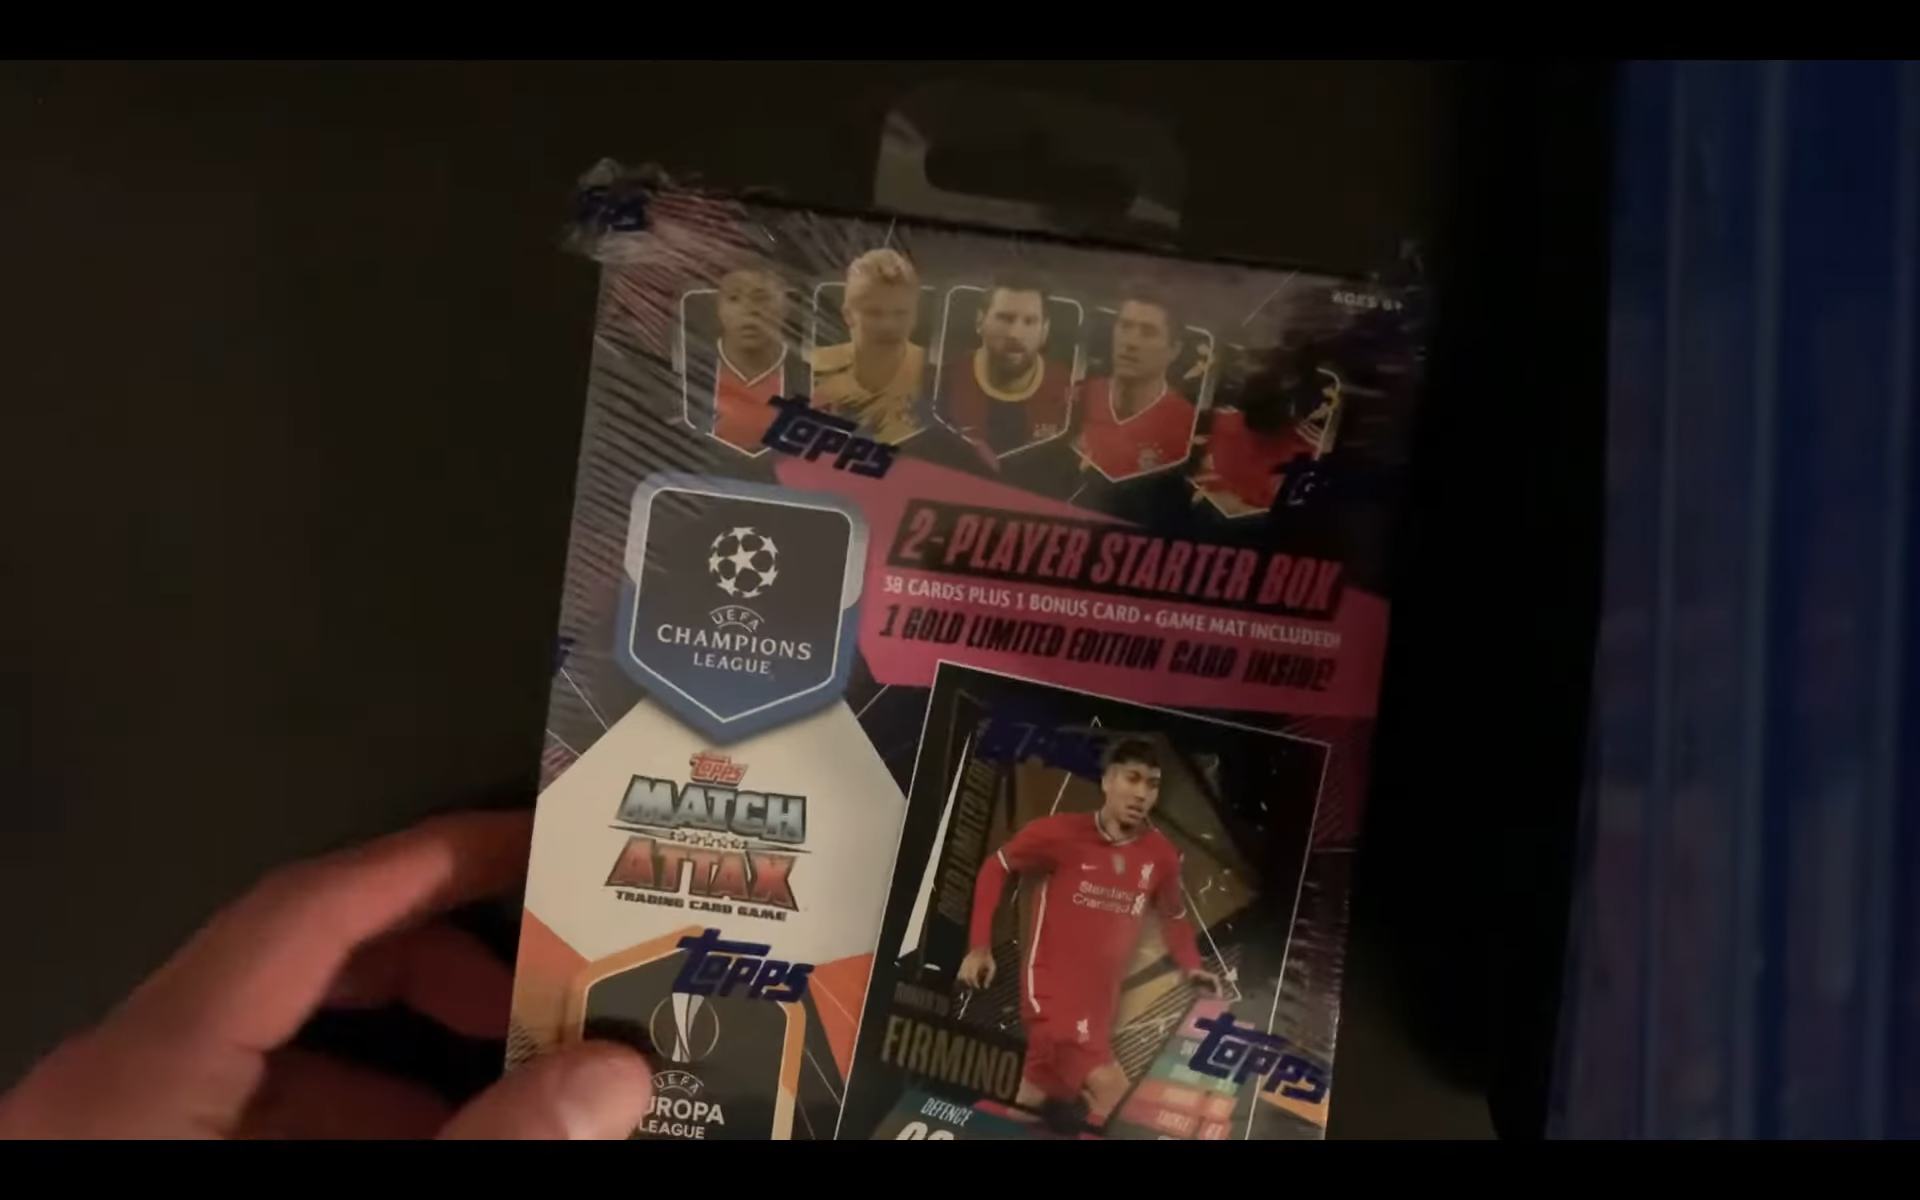 AGES 6+
Topps
2-PLAYER STARTER BOX
38 CARDS PLUS 1 BONUS CARD • GAME MAT INCLUDED!
1 GOLD LIMITED EDITION CARD INSIDE!
UEFA
CHAMPIONS
LEAGUE
Topps
MATCH
ATTAX
TRADING CARD GAME
Topps
UEFA
EUROPA
LEAGUE
Topps
Standard
Chartered
ROBERTO
FIRMINO
DEFENCE
Topps